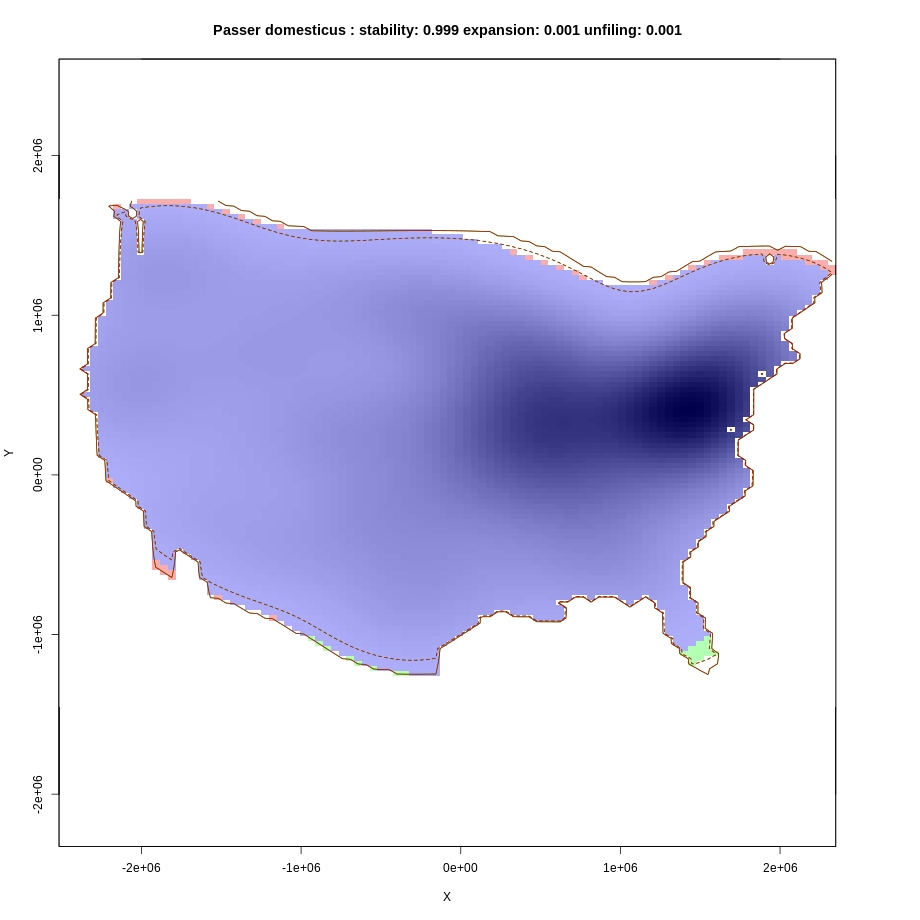 Passer domesticus : stability: 0.999 expansion: 0.001 unfiling: 0.001
2e+06
1e+06
Y
0e+00
-1e+06
-2e+06
-2e+06 -1e+06 0e+00 1e+06 2e+06
X